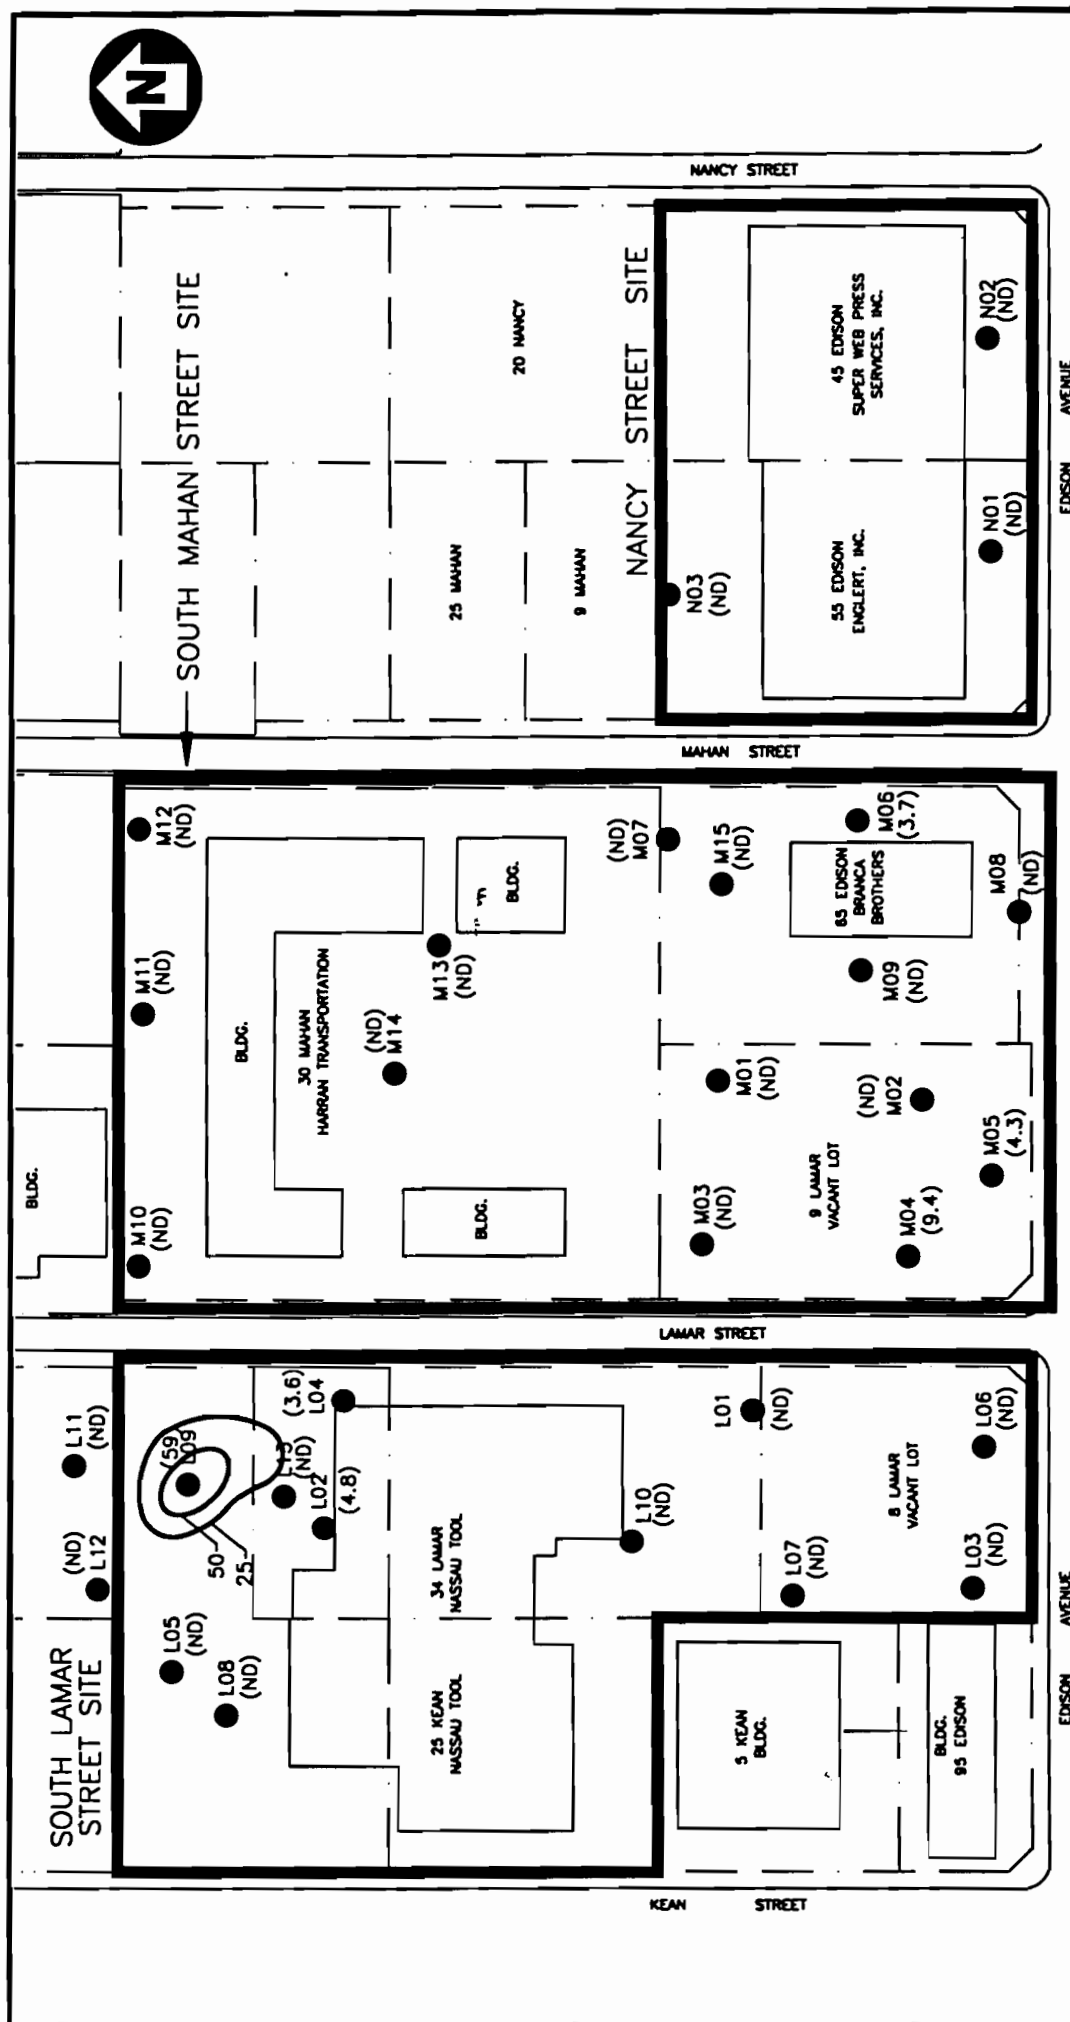 N
NANCY STREET
SOUTH MAHAN STREET SITE
20 NANCY
25 MAHAN
9 MAHAN
NANCY STREET SITE
45 EDISON
SUPER WEB PRESS
SERVICES, INC.
55 EDISON
ENGLERT, INC.
N02
(ND)
N01
(ND)
N03
(ND)
EDISON AVENUE
MAHAN STREET
M12
(ND)
M11
(ND)
M10
(ND)
BLDG.
BLDG.
30 MAHAN
HARRAN TRANSPORTATION
BLDG.
BLDG.
M13
(ND)
(ND)
M14
(ND)
M07
M15
(ND)
M06
(3.7)
65 EDISON
BRANCA
BROTHERS
M08
(ND)
M09
(ND)
M01
(ND)
(ND)
M02
M03
(ND)
9 LAMAR
VACANT LOT
M05
(4.3)
M04
(9.4)
LAMAR STREET
L11
(ND)
(ND)
L12
(59)
L09
50
25
(3.6)
L04
L13
(ND)
L02
(4.8)
L05
(ND)
L08
(ND)
SOUTH LAMAR
STREET SITE
34 LAMAR
NASSAU TOOL
25 KEAN
NASSAU TOOL
L10
(ND)
L01
(ND)
L06
(ND)
8 LAMAR
VACANT LOT
L07
(ND)
L03
(ND)
5 KEAN
BLDG.
BLDG.
95 EDISON
EDISON AVENUE
KEAN STREET